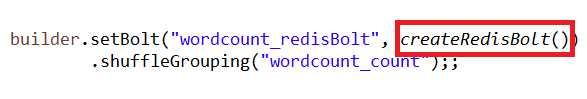 builder.setBolt("wordcount_redisBolt", createRedisBolt())
.shuffleGrouping("wordcount_count");;